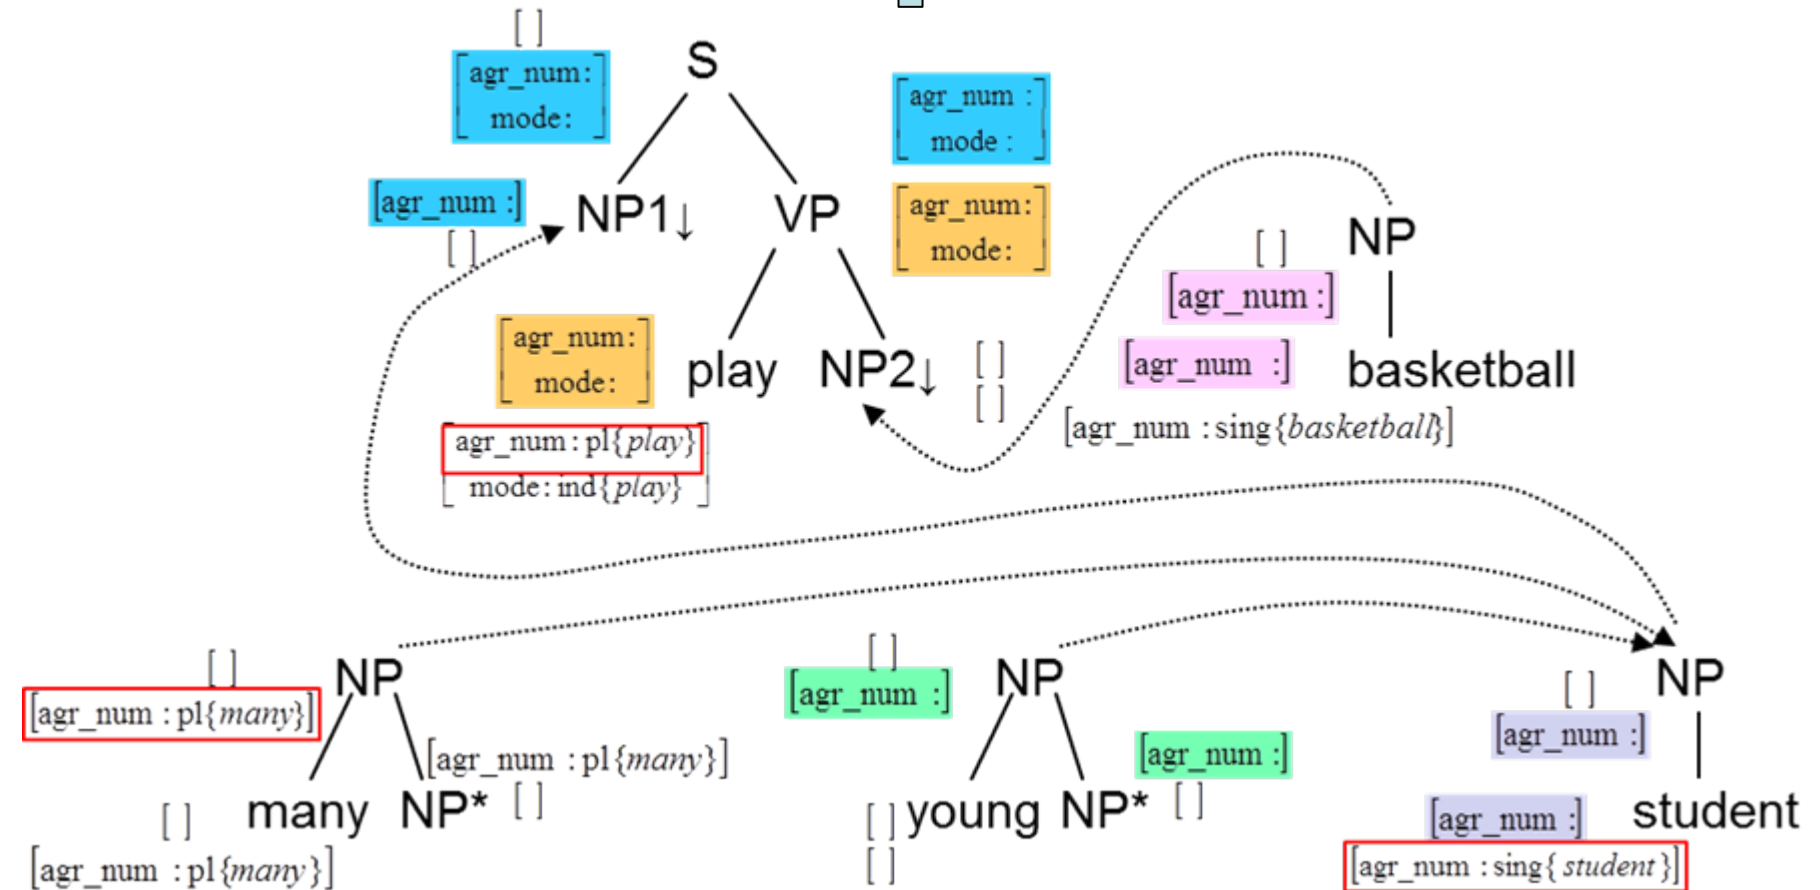 [ ]
S
[agr_num:
mode: ]
[agr_num :
mode : ]
[agr_num :]
NP1↓
VP
[ ]
[agr_num:
mode: ]
NP
[ ]
[agr_num :]
[agr_num:
mode: ]
play
NP2↓
[ ]
[ ]
[agr_num :]
basketball
[agr_num : sing{basketball}]
[agr_num : pl{play}
mode: ind{play} ]
[ ]
NP
[agr_num : pl{many}]
[agr_num : pl{many}]
[ ]
many
NP*
[ ]
[agr_num : pl{many}]
[ ]
NP
[agr_num :]
[agr_num :]
[ ]
young
NP*
[ ]
[ ]
NP
[ ]
[agr_num :]
[agr_num :]
student
[agr_num : sing{student}]